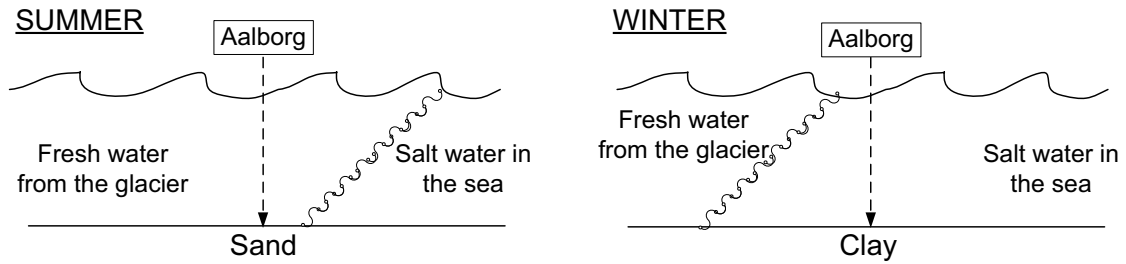 SUMMER
Aalborg
Fresh water
from the glacier
Salt water in
the sea
Sand
WINTER
Aalborg
Fresh water
from the glacier
Salt water in
the sea
Clay